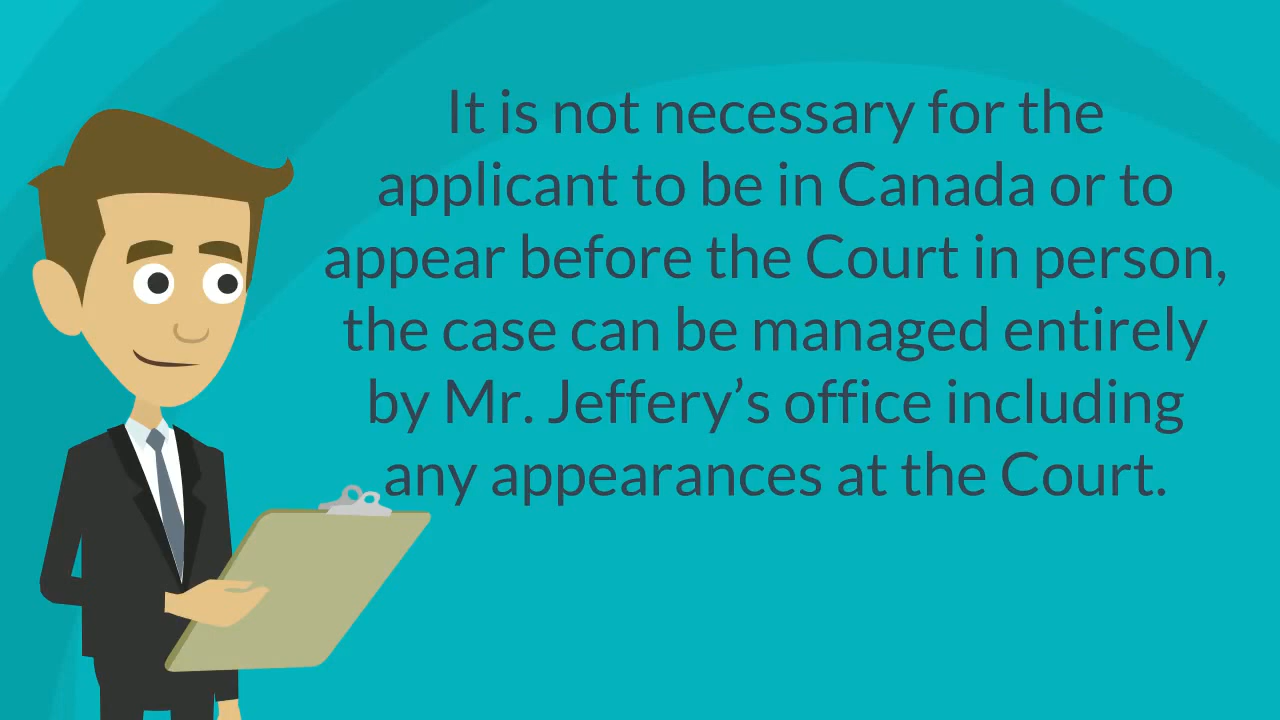 It is not necessary for the
applicant to be in Canada or to
appear before the Court in person,
the case can be managed entirely
by Mr. Jeffery’s office including
any appearances at the Court.